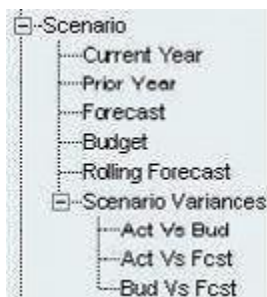 Scenario
Current Year
Prior Year
Forecast
Budget
Rolling Forecast
Scenario Variances
Act Vs Bud
Act Vs Fcst
Bud Vs Fcst